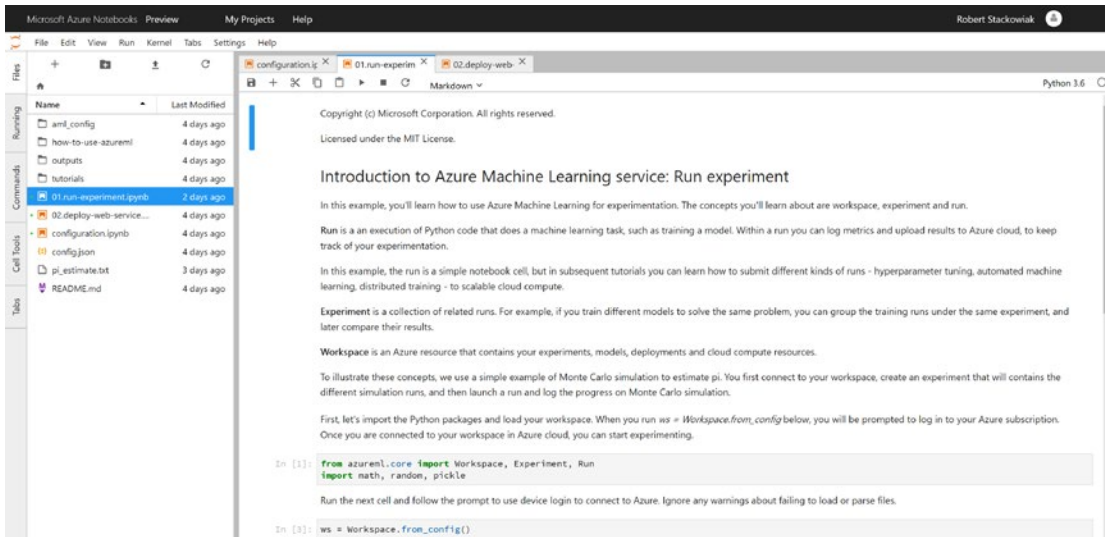 Microsoft Azure Notebooks Preview My Projects Help Robert Stackowiak
File Edit View Run Kernel Tabs Settings Help
Files
Running
Commands
Cell Tools
Tabs
Name Last Modified
aml_config 4 days ago
how-to-use-azureml 4 days ago
outputs 4 days ago
tutorials 4 days ago
01.run-experiment.ipynb 2 days ago
02.deploy-web-service.... 4 days ago
configuration.ipynb 4 days ago
config.json 4 days ago
pi_estimate.txt 3 days ago
README.md 4 days ago
configuration.ip 01.run-experim 02.deploy-web-
Markdown Python 3.6
Copyright (c) Microsoft Corporation. All rights reserved.
Licensed under the MIT License.
Introduction to Azure Machine Learning service: Run experiment
In this example, you'll learn how to use Azure Machine Learning for experimentation. The concepts you'll learn about are workspace, experiment and run.
Run is a an execution of Python code that does a machine learning task, such as training a model. Within a run you can log metrics and upload results to Azure cloud, to keep
track of your experimentation.
In this example, the run is a simple notebook cell, but in subsequent tutorials you can learn how to submit different kinds of runs - hyperparameter tuning, automated machine
learning, distributed training - to scalable cloud compute.
Experiment is a collection of related runs. For example, if you train different models to solve the same problem, you can group the training runs under the same experiment, and
later compare their results.
Workspace is an Azure resource that contains your experiments, models, deployments and cloud compute resources.
To illustrate these concepts, we use a simple example of Monte Carlo simulation to estimate pi. You first connect to your workspace, create an experiment that will contains the
different simulation runs, and then launch a run and log the progress on Monte Carlo simulation.
First, let's import the Python packages and load your workspace. When you run ws = Workspace.from_config below, you will be prompted to log in to your Azure subscription.
Once you are connected to your workspace in Azure cloud, you can start experimenting.
In [1]: from azureml.core import Workspace, Experiment, Run
import math, random, pickle
Run the next cell and follow the prompt to use device login to connect to Azure. Ignore any warnings about failing to load or parse files.
In [3]: ws = Workspace.from_config()